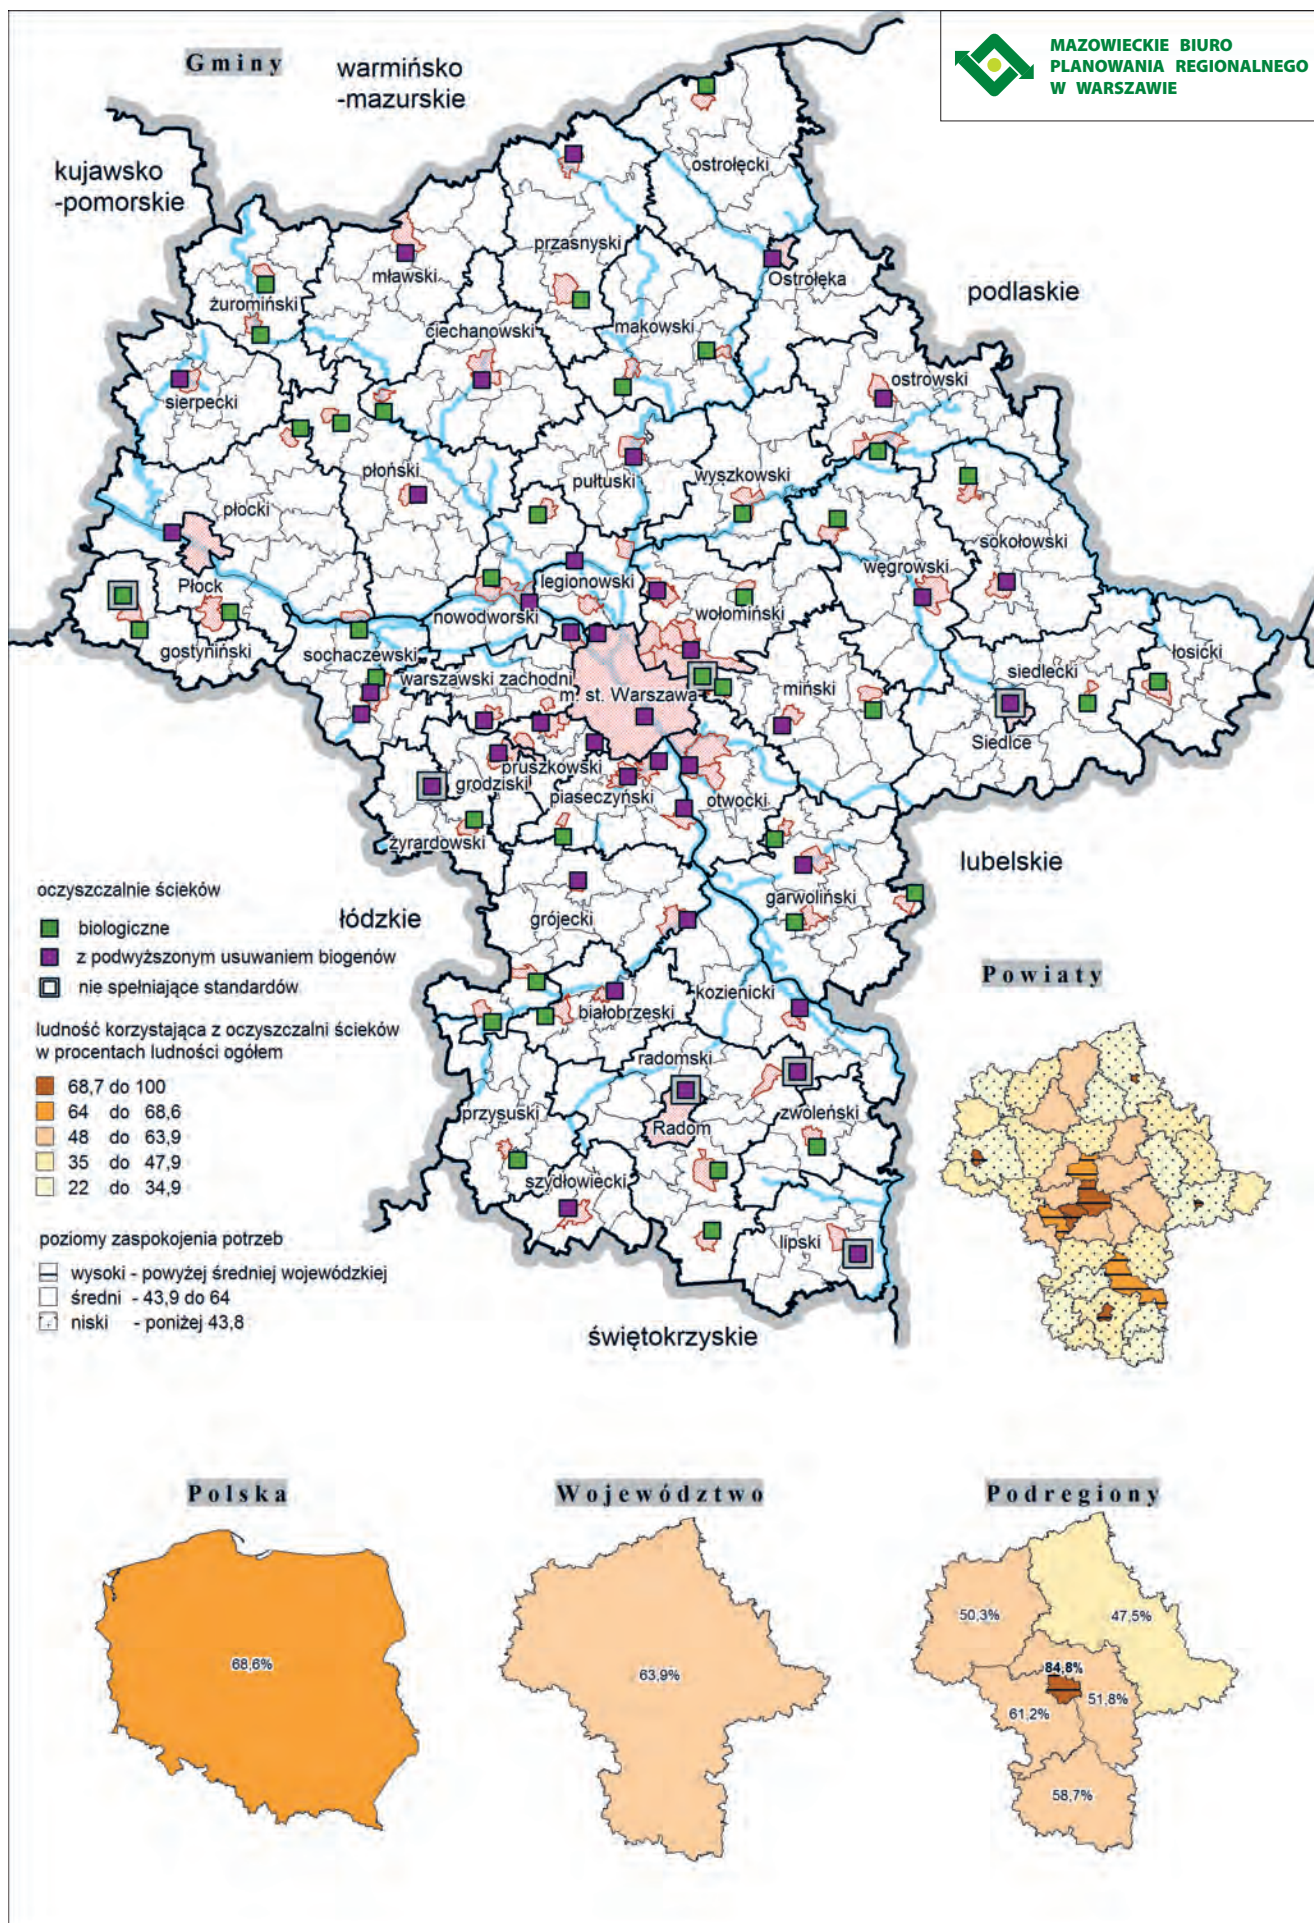 MAZOWIECKIE BIURO
PLANOWANIA REGIONALNEGO
W WARSZAWIE
Gminy
warmińsko
-mazurskie
kujawsko
-pomorskie
podlaskie
lubelskie
łódzkie
świętokrzyskie
ostrołęcki
przasnyski
mławski
Ostrołęka
żuromiński
ciechanowski
makowski
ostrowski
sierpecki
płoński
pułtuski
wyszkowski
płocki
sokołowski
węgrowski
legionowski
Płock
nowodworski
wołomiński
gostyniński
sochaczewski
warszawski zachodni
m. st. Warszawa
miński
siedlecki
łosicki
Siedlce
pruszkowski
grodziski
piaseczyński
otwocki
żyrardowski
garwoliński
grójecki
kozienicki
białobrzeski
radomski
przysuski
zwoleński
Radom
szydłowiecki
lipski
oczyszczalnie ścieków
biologiczne
z podwyższonym usuwaniem biogenów
nie spełniające standardów
ludność korzystająca z oczyszczalni ścieków
w procentach ludności ogółem
68,7 do 100
64 do 68,6
48 do 63,9
35 do 47,9
22 do 34,9
poziomy zaspokojenia potrzeb
wysoki - powyżej średniej wojewódzkiej
średni - 43,9 do 64
niski - poniżej 43,8
Powiaty
Polska
68,6%
Województwo
63,9%
Podregiony
50,3%
47,5%
84,8%
51,8%
61,2%
58,7%